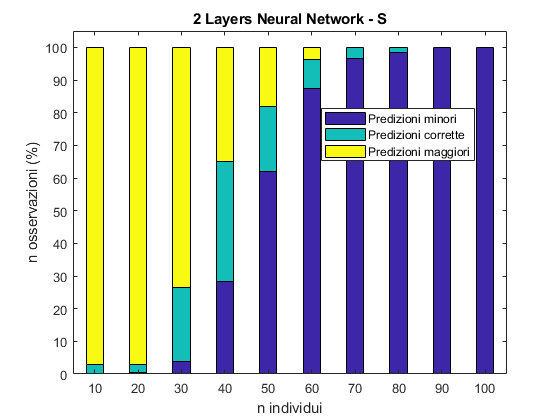 2 Layers Neural Network - S
n osservazioni (%)
100
90
80
70
60
50
40
30
20
10
0
Predizioni minori
Predizioni corrette
Predizioni maggiori
10 20 30 40 50 60 70 80 90 100
n individui